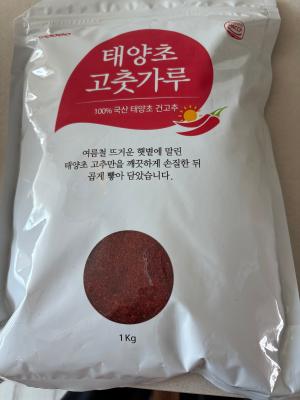 태양초
고춧가루
100% 국산 태양초 건고추
여름철 뜨거운 햇볕에 말린
태양초 고추만을 깨끗하게 손질한 뒤
곱게 빻아 담았습니다.
1Kg